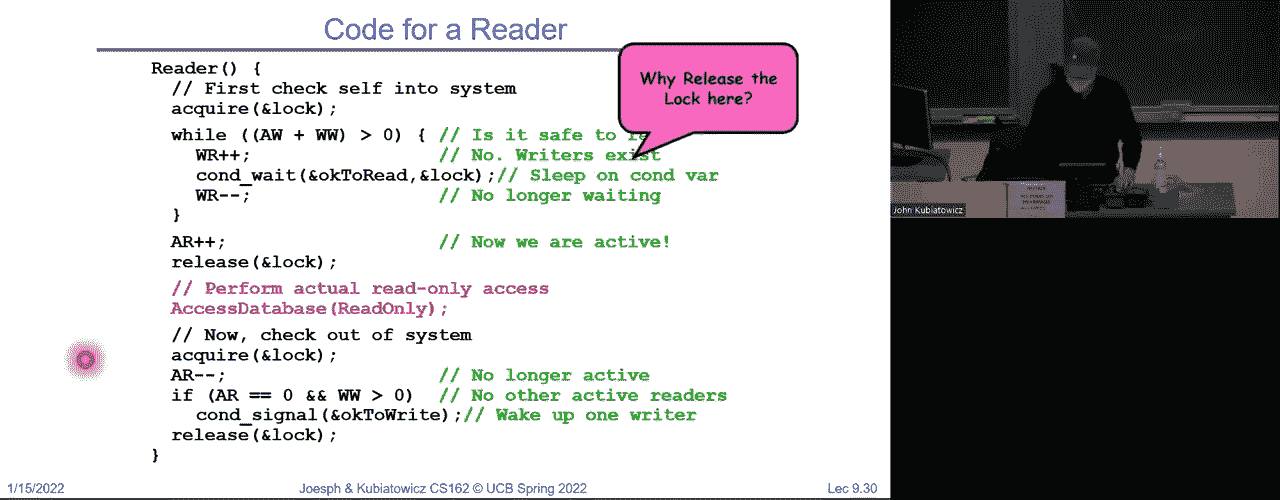 Code for a Reader
Why Release the
Lock here?
Reader() {
// First check self into system
acquire(&lock);
while ((AW + WW) > 0) { // Is it safe to re
WR++; // No. Writers exist
cond_wait(&okToRead,&lock);// Sleep on cond var
WR--; // No longer waiting
}
AR++; // Now we are active!
release(&lock);
// Perform actual read-only access
AccessDatabase(ReadOnly);
// Now, check out of system
acquire(&lock);
AR--; // No longer active
if (AR == 0 && WW > 0) // No other active readers
cond_signal(&okToWrite);// Wake up one writer
release(&lock);
}
1/15/2022
Joesph & Kubiatowicz CS162 © UCB Spring 2022
Lec 9.30
John Kubiatowicz